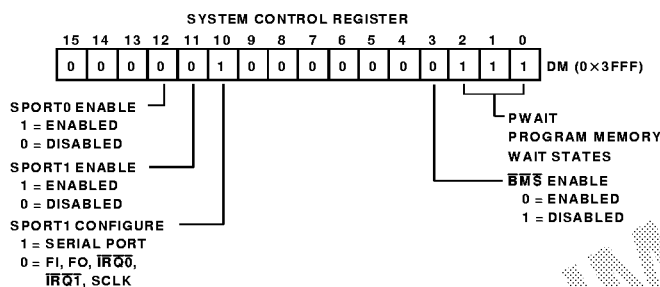 SYSTEM CONTROL REGISTER
15 14 13 12 11 10 9 8 7 6 5 4 3 2 1 0
0 0 0 0 0 1 0 0 0 0 0 0 0 1 1 1 DM (0×3FFF)
SPORT0 ENABLE
1 = ENABLED
0 = DISABLED
SPORT1 ENABLE
1 = ENABLED
0 = DISABLED
SPORT1 CONFIGURE
1 = SERIAL PORT
0 = FI, FO, IRQ0,
IRQ1, SCLK
PWAIT
PROGRAM MEMORY
WAIT STATES
BMS ENABLE
0 = ENABLED
1 = DISABLED